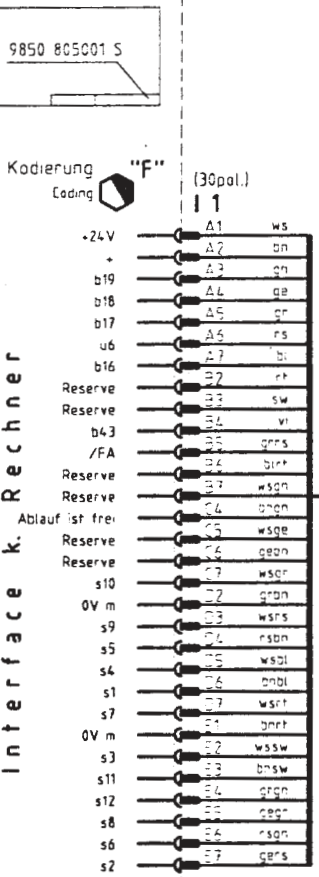 9850 805001 S
Kodierung "F"
Coding
(30pol.)
I 1
+24V A1 ws
+ A2 bn
b19 A3 gn
b18 A4 ge
b17 A5 gr
u6 A6 rs
b16 A7 bl
Reserve B2 rt
Reserve B3 sw
b43 B4 vi
/FA B5 grrs
Reserve B6 blrt
Reserve B7 wsgn
Ablauf ist frei C4 bngn
Reserve C5 wsge
Reserve C6 gebn
s10 C7 wsgr
0V m D2 grbn
s9 D3 wsrs
s5 D4 rsbn
s4 D5 wsbl
s1 D6 bnbl
s7 D7 wsrt
0V m E1 bnrt
s3 E2 wssw
s11 E3 bnsw
s12 E4 grgn
s8 E5 gegr
s6 E6 rsgn
s2 E7 gers
Interface k. Rechner